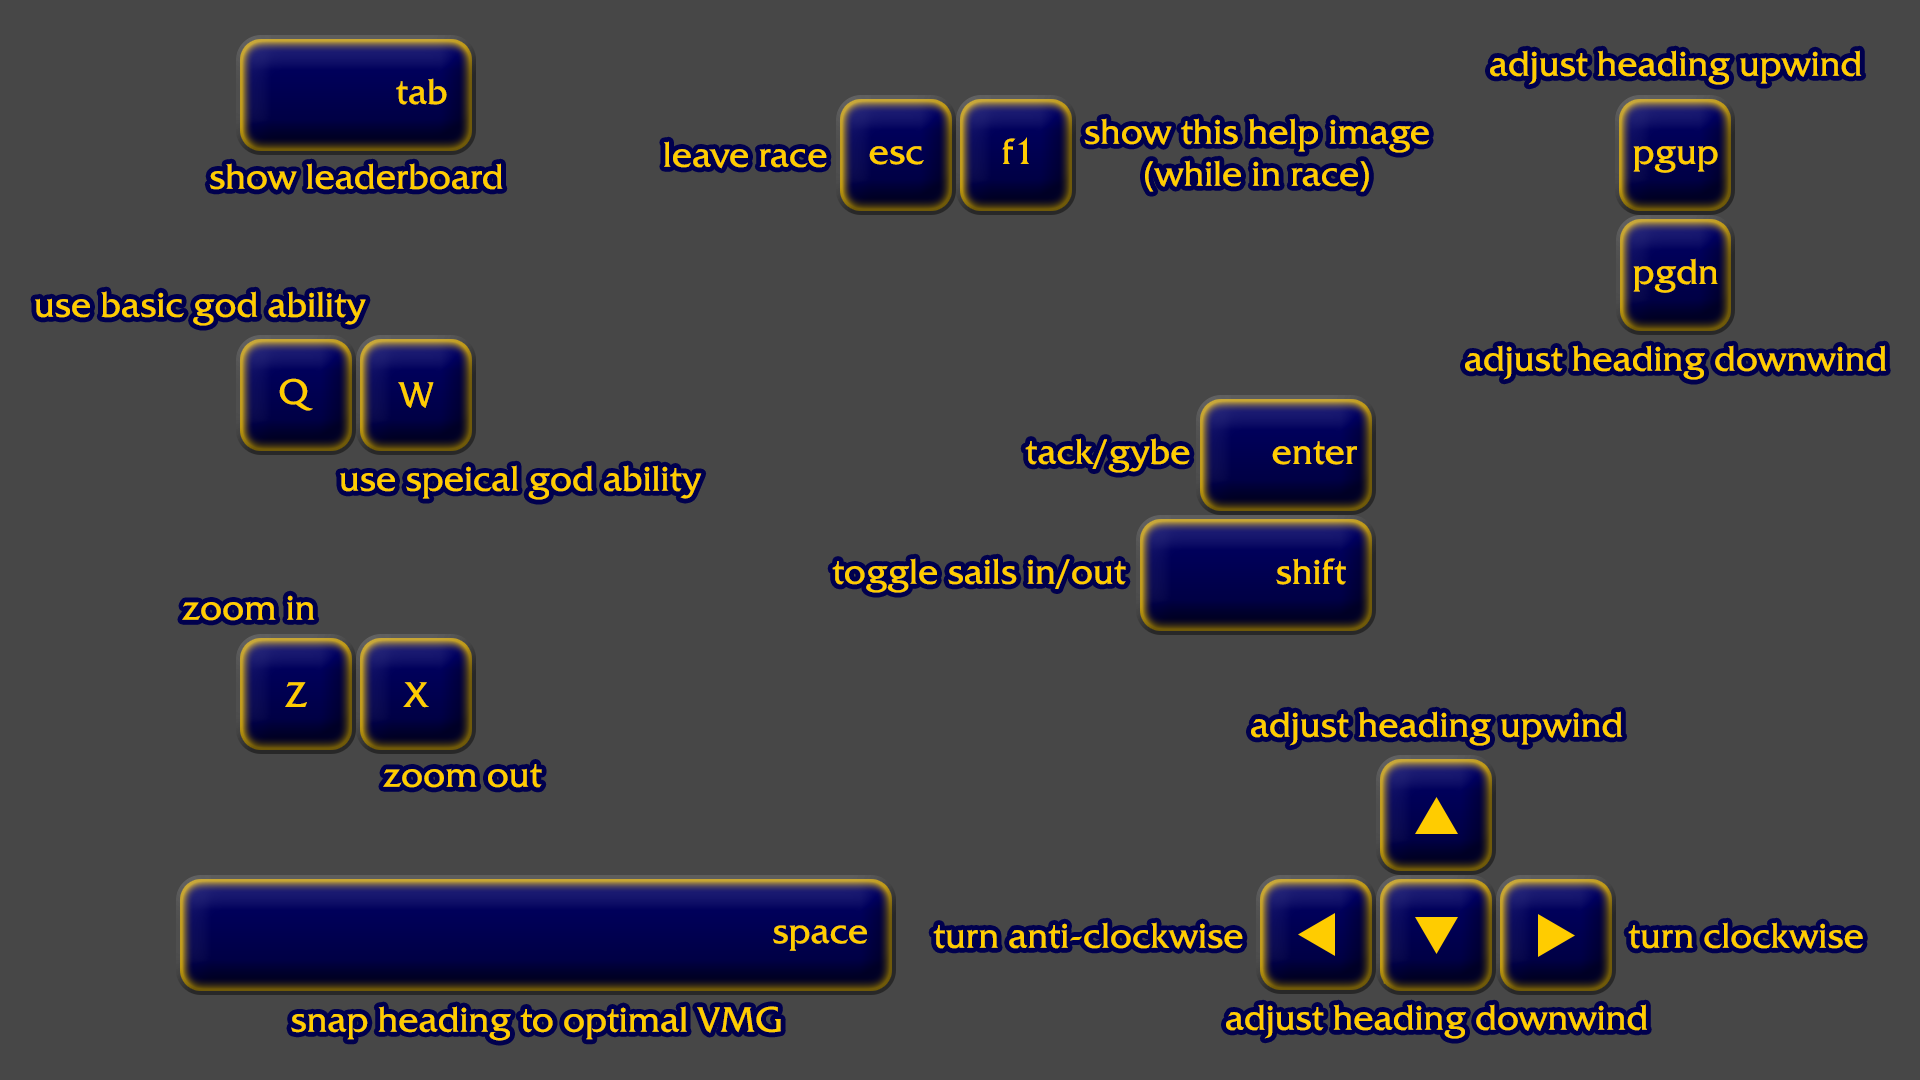 tab
show leaderboard
leave race
esc
f1
show this help image
(while in race)
adjust heading upwind
pgup
pgdn
adjust heading downwind
use basic god ability
Q
W
use speical god ability
tack/gybe
enter
toggle sails in/out
shift
zoom in
Z
X
zoom out
adjust heading upwind
space
snap heading to optimal VMG
turn anti-clockwise
turn clockwise
adjust heading downwind